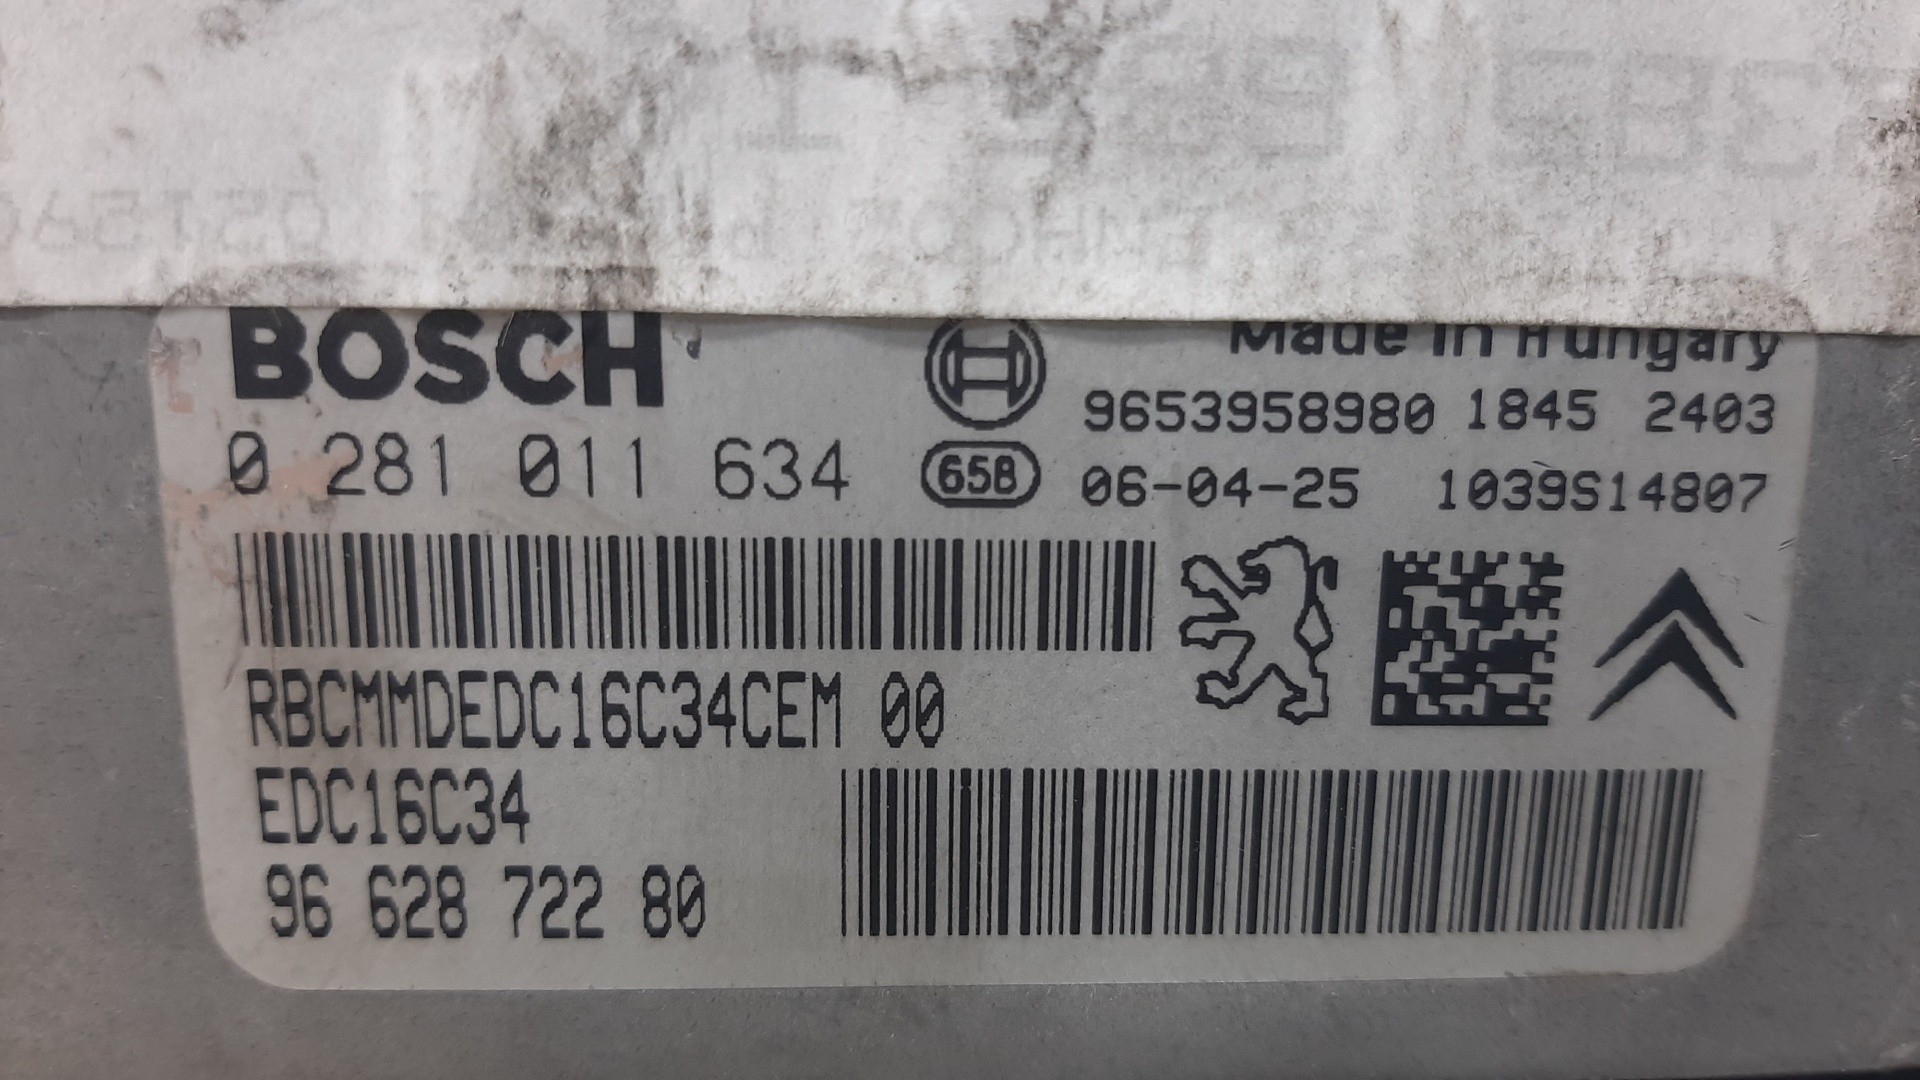 BOSCH
Made in Hungary
9653958980 1845 2403
0 281 011 634
658
06-04-25 1039S14807
RBCMMDEDC16C34CEM 00
EDC16C34
96 628 722 80